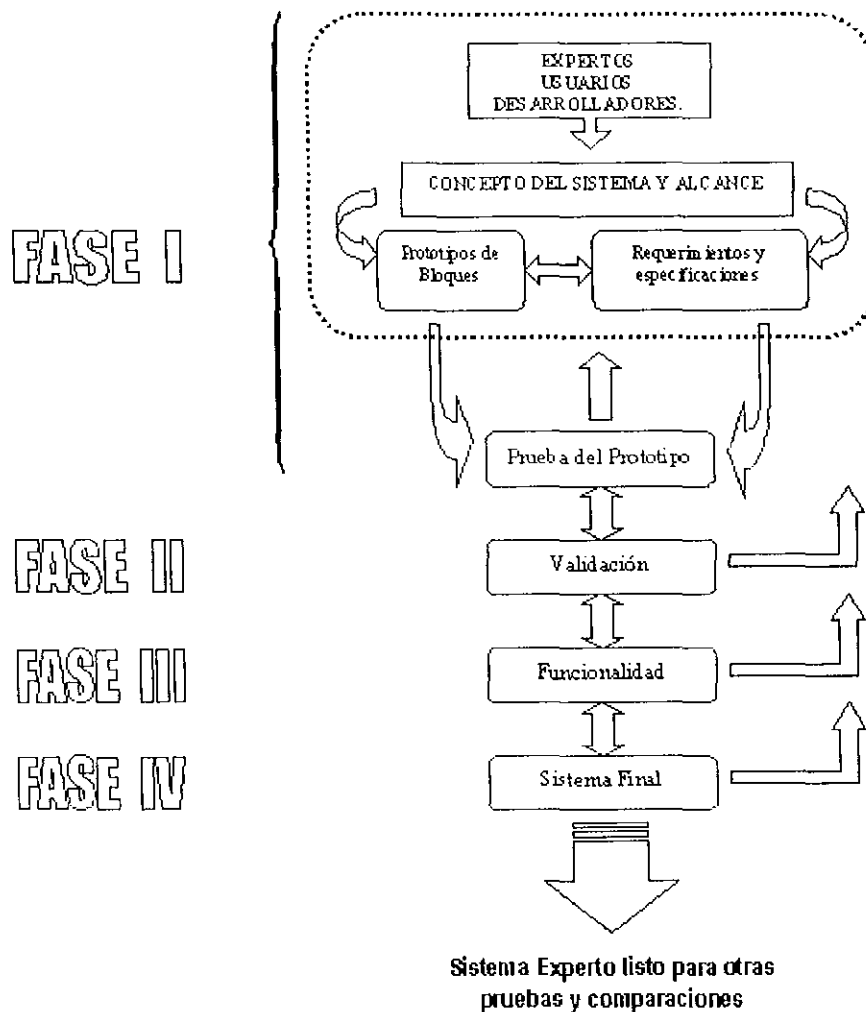 EXPERTOS
USUARIOS
DESARROLLADORES.
CONCEPTO DEL SISTEMA Y ALCANCE
FASE I
Prototipos de
Bloques
Requerimientos y
especificaciones
Prueba del Prototipo
FASE II
Validación
FASE III
Funcionalidad
FASE IV
Sistema Final
Sistema Experto listo para otras
pruebas y comparaciones